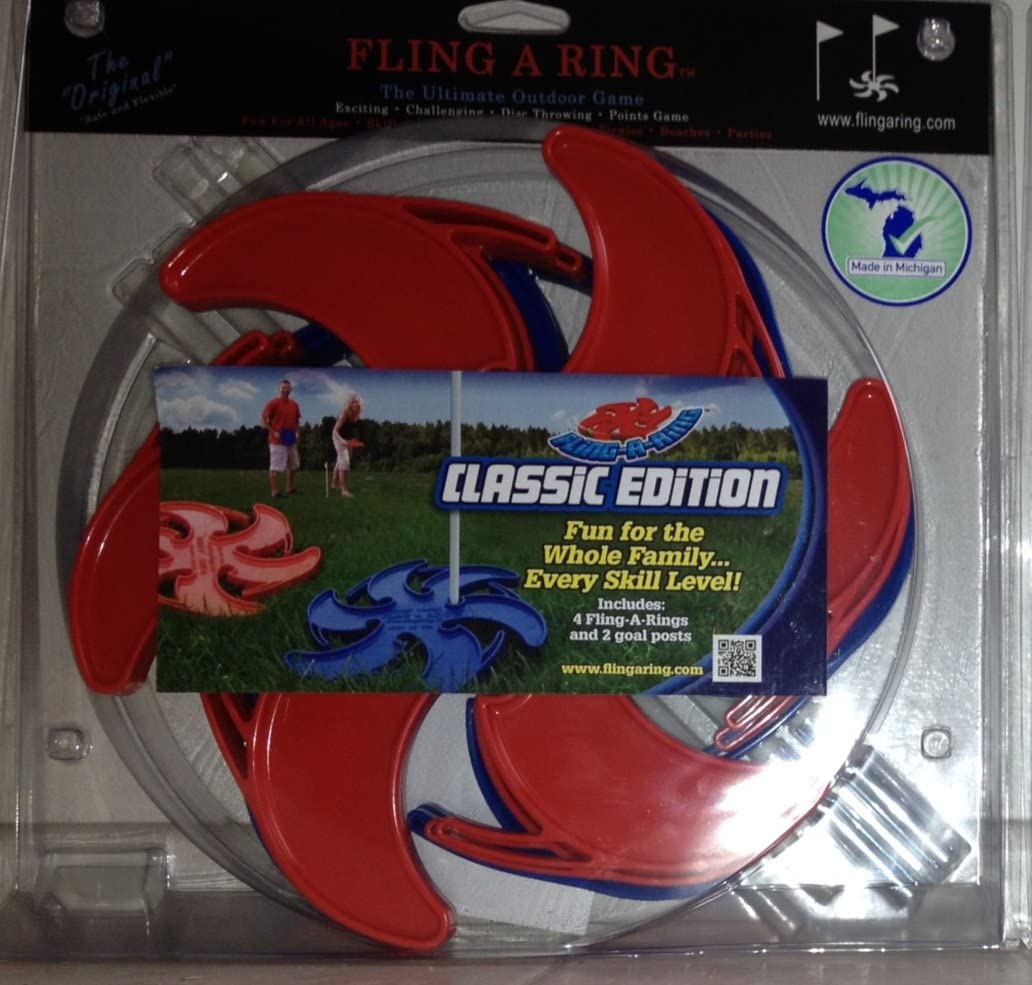 The
"Original"
"Safe and Flexible"
FLING A RING™
The Ultimate Outdoor Game
Exciting • Challenging • Disc Throwing • Points Game
Fun For All Ages • Picnics • Beaches • Parties
www.flingaring.com
Made in Michigan
FLING-A-RING™
CLASSIC EDITION
Fun for the
Whole Family...
Every Skill Level!
Includes:
4 Fling-A-Rings
and 2 goal posts
www.flingaring.com